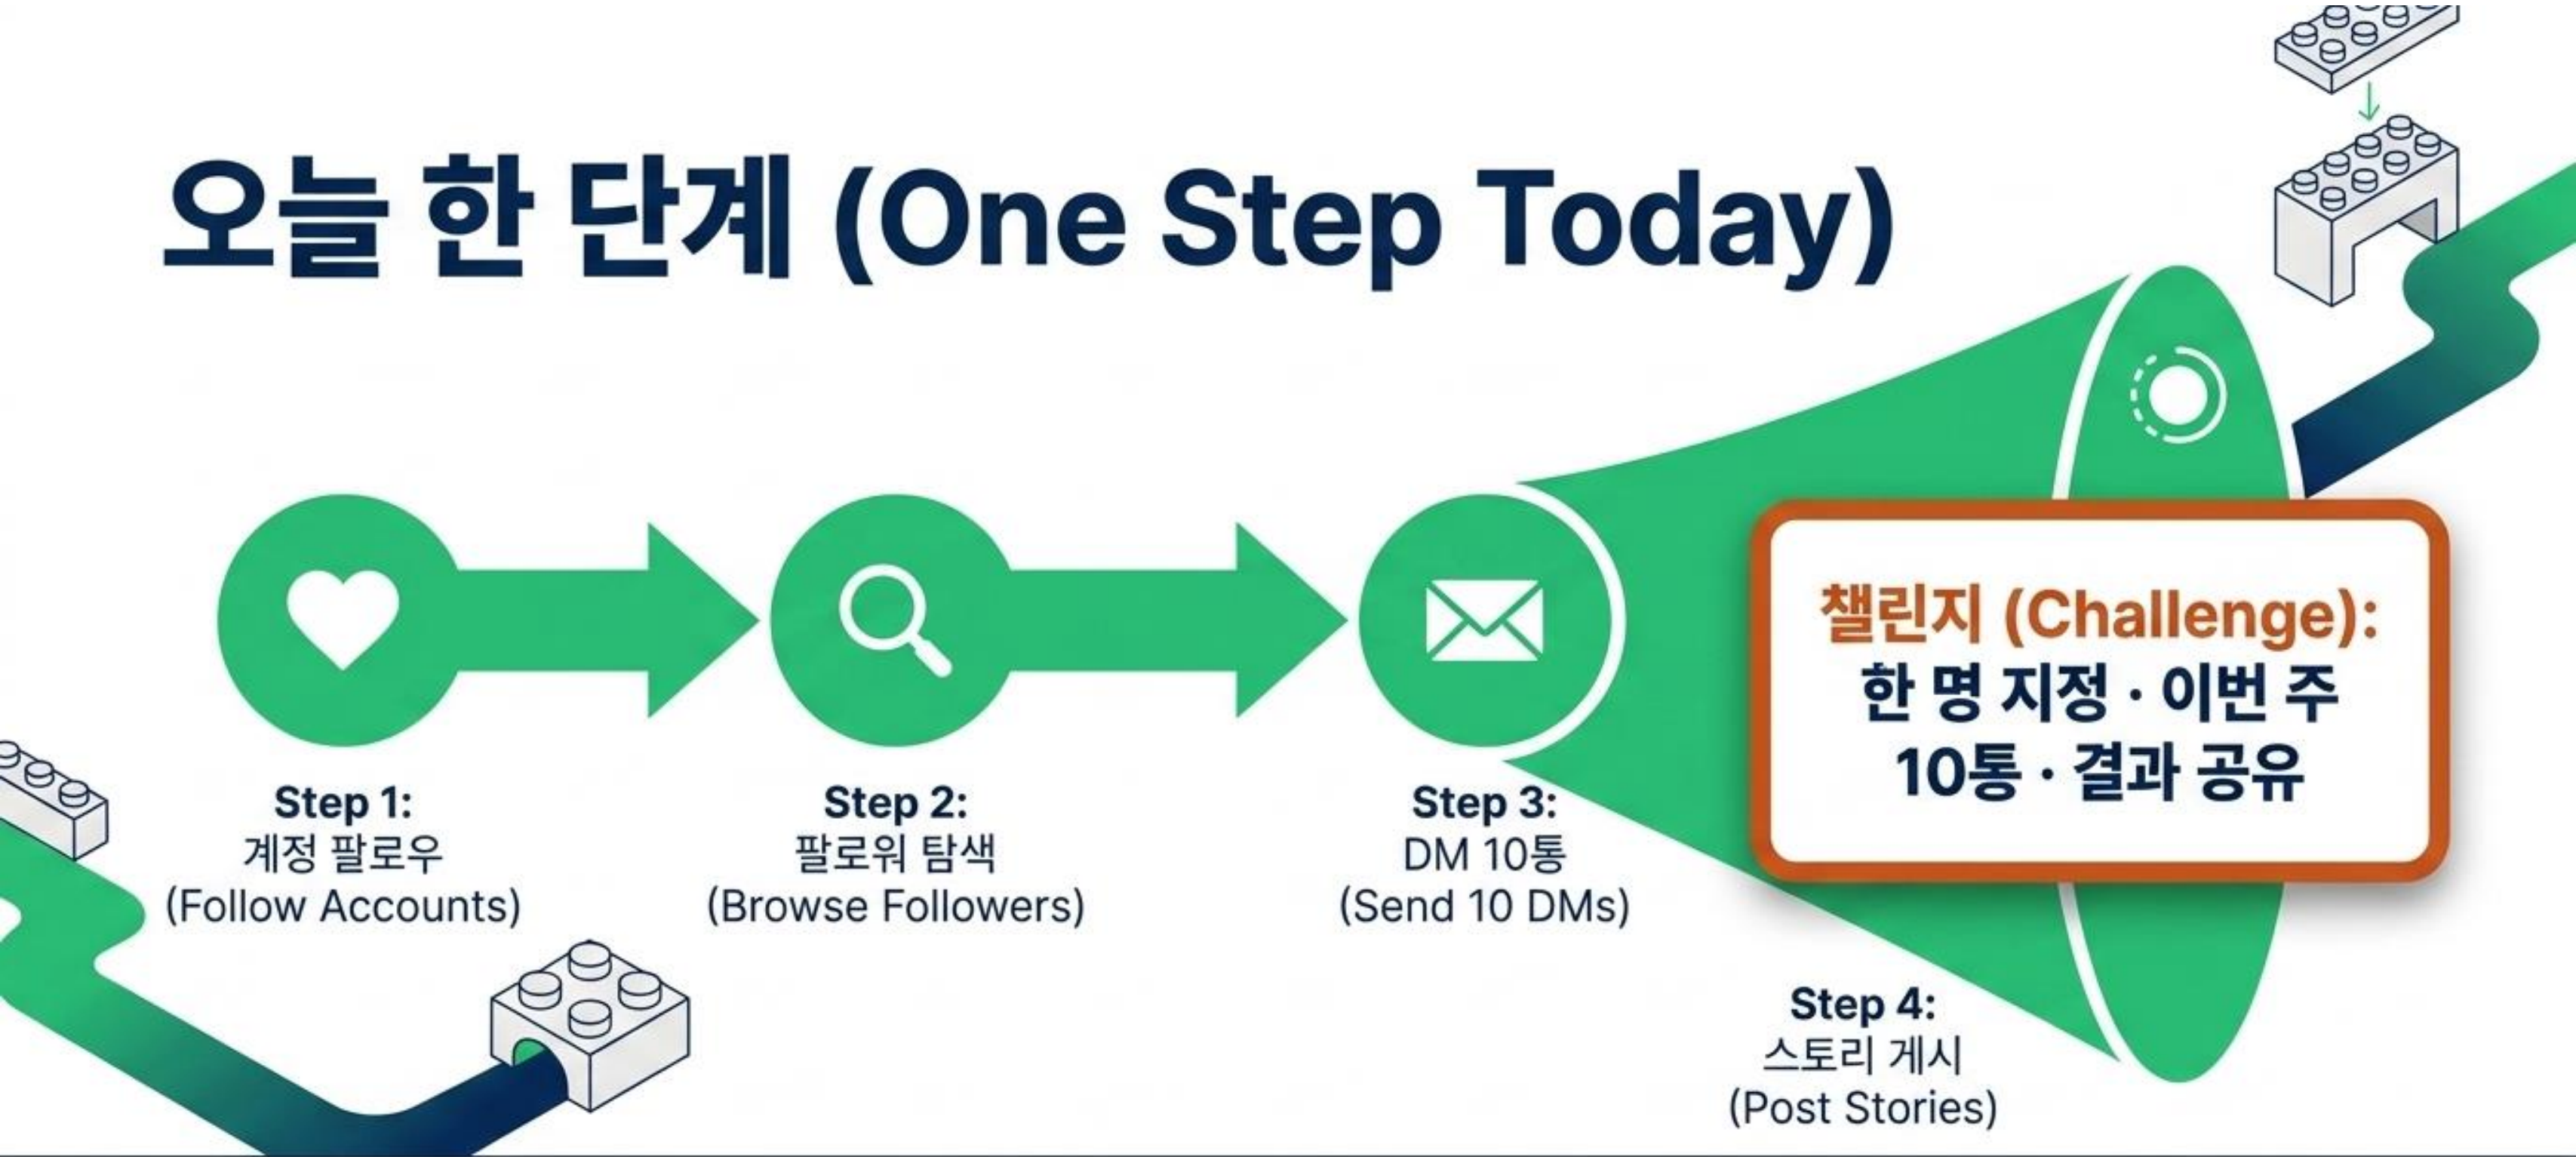 오늘 한 단계 (One Step Today)
Step 1:
계정 팔로우
(Follow Accounts)
Step 2:
팔로워 탐색
(Browse Followers)
Step 3:
DM 10통
(Send 10 DMs)
챌린지 (Challenge):
한 명 지정 · 이번 주
10통 · 결과 공유
Step 4:
스토리 게시
(Post Stories)